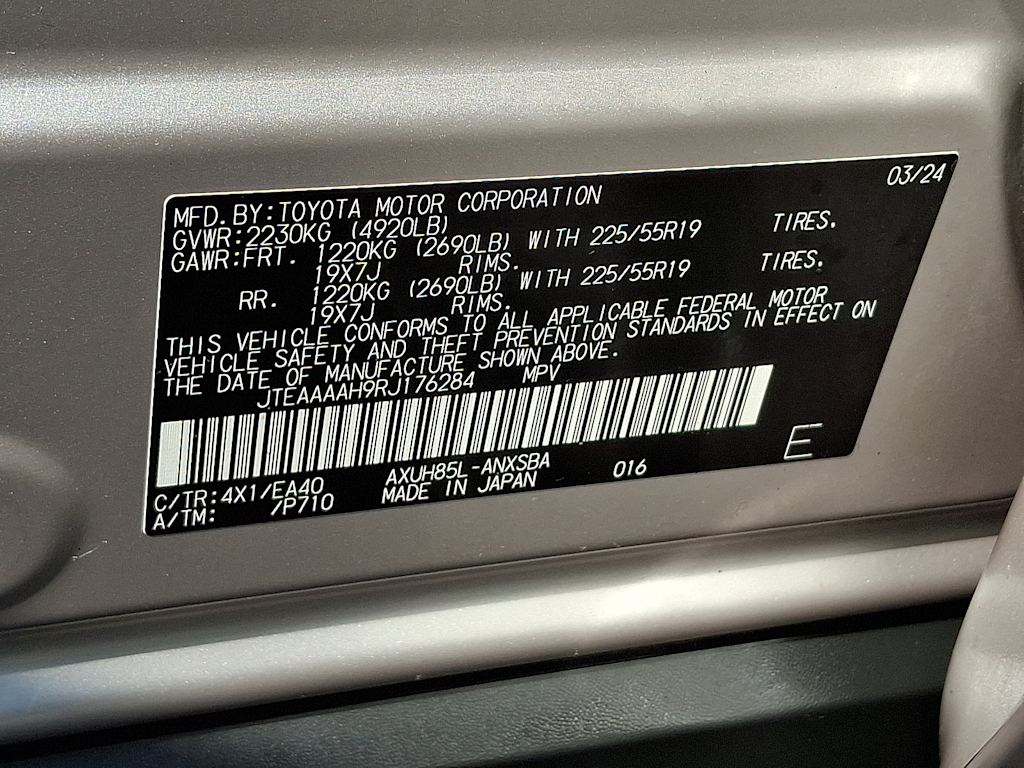 03/24
MFD.BY:TOYOTA MOTOR CORPORATION
GVWR:2230KG (4920LB)
GAWR:FRT. 1220KG (2690LB) WITH 225/55R19 TIRES.
19X7J RIMS.
RR. 1220KG (2690LB) WITH 225/55R19 TIRES.
19X7J RIMS.
THIS VEHICLE CONFORMS TO ALL APPLICABLE FEDERAL MOTOR
VEHICLE SAFETY AND THEFT PREVENTION STANDARDS IN EFFECT ON
THE DATE OF MANUFACTURE SHOWN ABOVE.
JTEAAAAH9RJ176284 MPV
C/TR:4X1/EA40 AXUH85L-ANXSBA 016 E
A/TM: /P710 MADE IN JAPAN